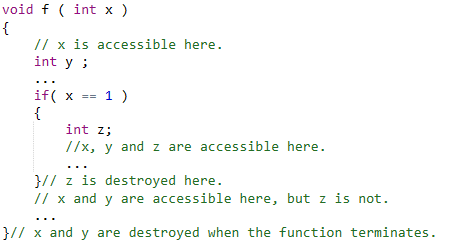 void f ( int x )
{
    // x is accessible here.
    int y ;
    ...
    if( x == 1 )
    {
        int z;
        //x, y and z are accessible here.
        ...
    }// z is destroyed here.
    // x and y are accessible here, but z is not.
    ...
}// x and y are destroyed when the function terminates.